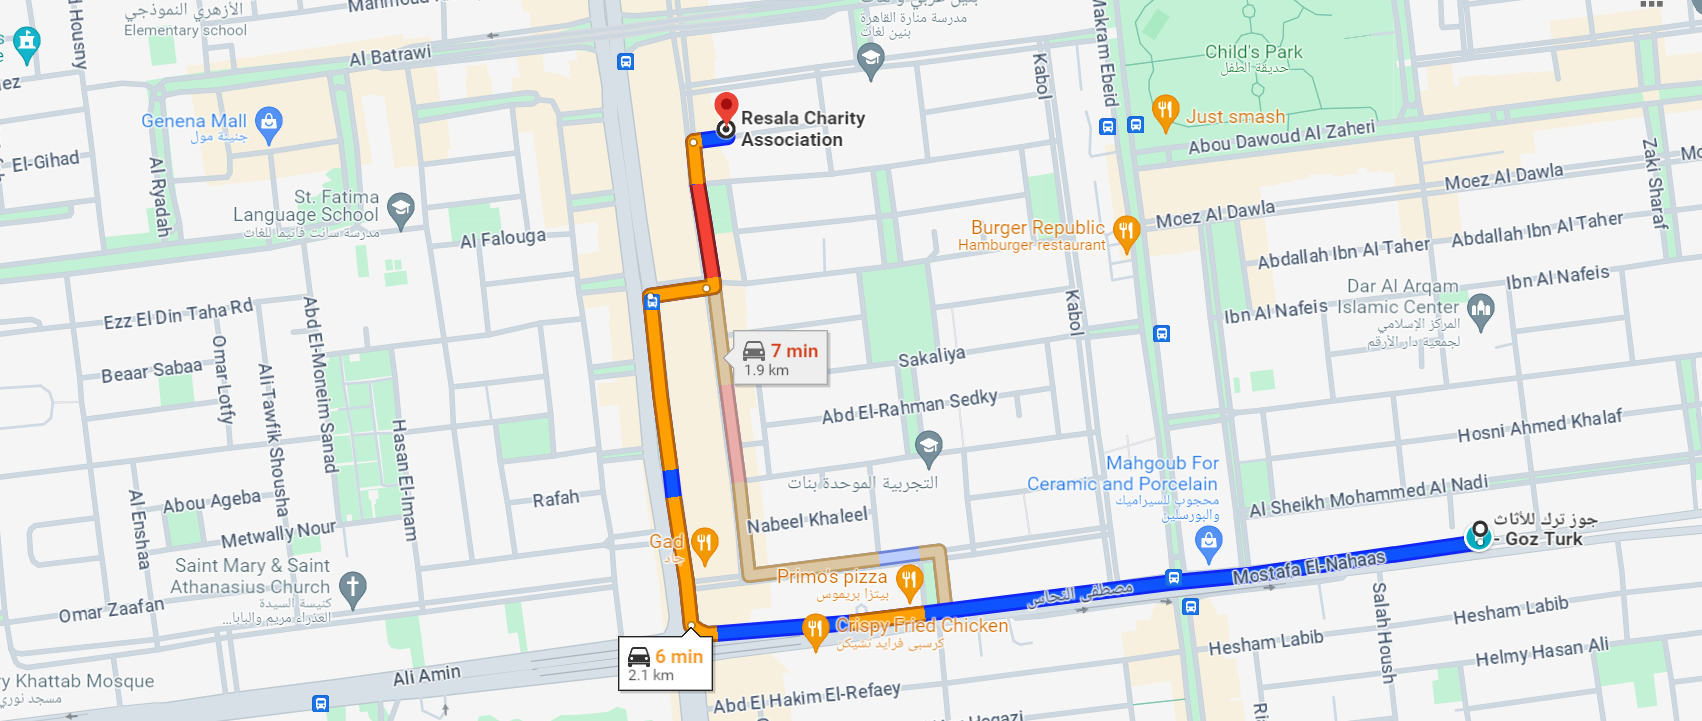 الأزهري النموذجي
Elementary school
Al Batrawi
Genena Mall
جنينة مول
El-Gihad
Al Ryadah
St. Fatima
Language School
مدرسة سانت فاتيما للغات
Al Falouga
مدرسة منارة القاهرة
بنين لغات
Kabol
Makram Ebeid
Child's Park
حديقة الطفل
Just smash
Abou Dawoud Al Zaheri
Zaki Sharaf
Resala Charity
Association
Moez Al Dawla
Moez Al Dawla
Burger Republic
Hamburger restaurant
Abdallah Ibn Al Taher
Abdallah Ibn Al Taher
Ibn Al Nafeis
Ibn Al Nafeis
Dar Al Arqam
Islamic Center
المركز الإسلامي
لجمعية دار الأرقم
Kabol
Ezz El Din Taha Rd
Beaar Sabaa
Omar Lotfy
Ali Tawfik Shousha
Abd El-Moneim Sanad
Hasan El-Imam
7 min
1.9 km
Sakaliya
Abd El-Rahman Sedky
Hosni Ahmed Khalaf
التجريبية الموحدة بنات
Mahgoub For
Ceramic and Porcelain
محجوب للسيراميك
والبورسلين
Al Sheikh Mohammed Al Nadi
Al Enshaa
Abou Ageba
Metwally Nour
Rafah
Nabeel Khaleel
Gad
جاد
جوز ترك للأثاث
- Goz Turk
Saint Mary & Saint
Athanasius Church
كنيسة السيدة
العذراء مريم والبابا...
Omar Zaafan
Primo's pizza
بيتزا بريموس
Mostafa El-Nahaas
مصطفى النحاس
Crispy Fried Chicken
كرسبي فرايد تشيكن
Salah Housh
Hesham Labib
Hesham Labib
Helmy Hasan Ali
6 min
2.1 km
Ali Amin
Khattab Mosque
Abd El Hakim El-Refaey